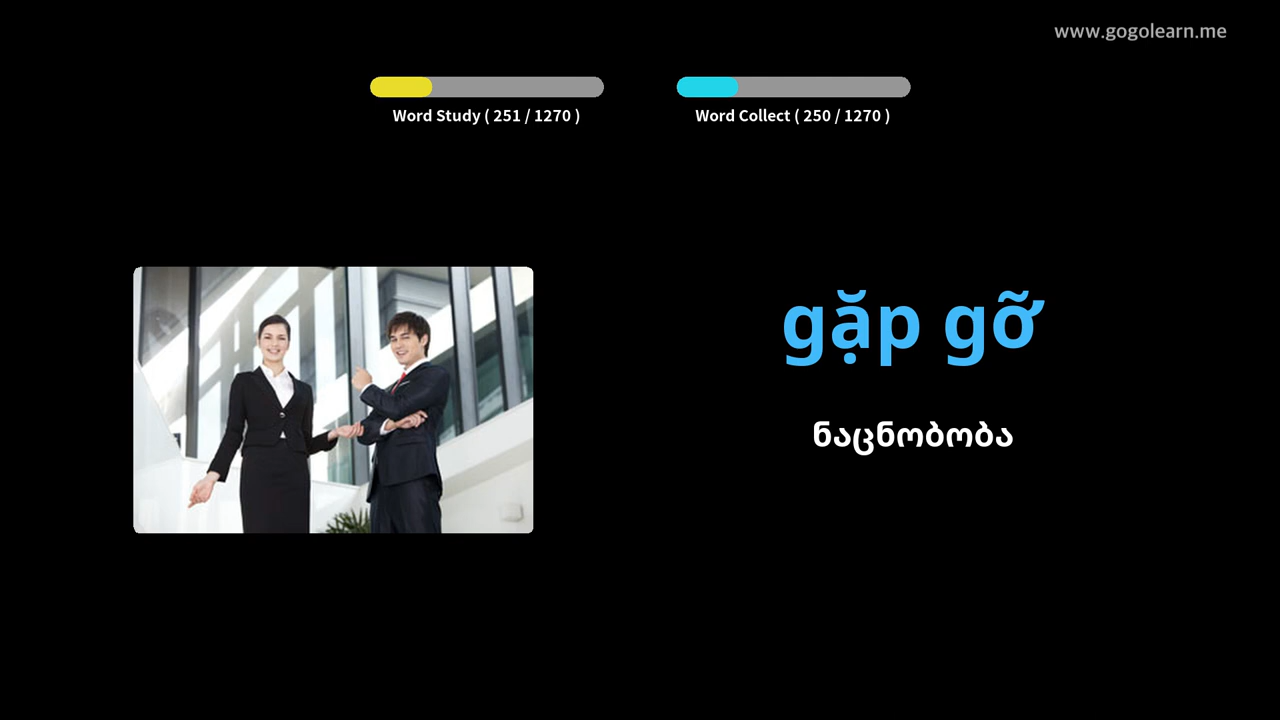 www.gogolearn.me
Word Study ( 251 / 1270 )
Word Collect ( 250 / 1270 )
gặp gỡ
ნაცნობობა